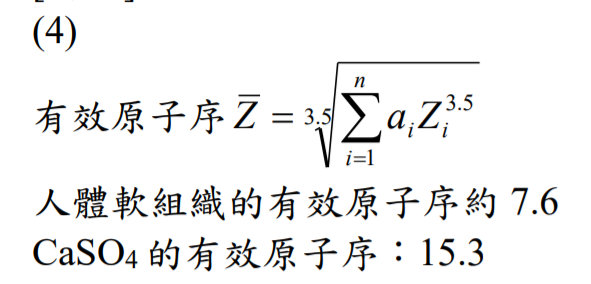 (4)
有效原子序 $\overline{Z} = \sqrt[3.5]{\sum_{i=1}^{n} a_i Z_i^{3.5}}$
人體軟組織的有效原子序約 7.6
CaSO₄ 的有效原子序：15.3